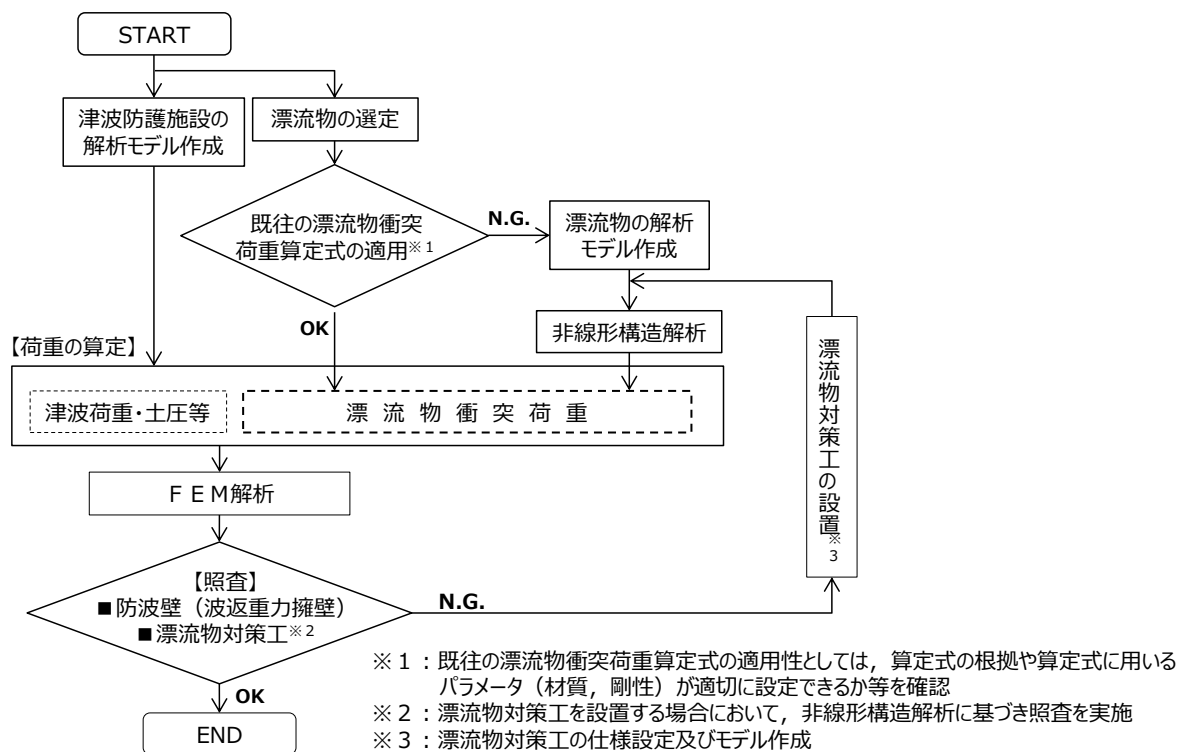 START
津波防護施設の
解析モデル作成
漂流物の選定
既往の漂流物衝突
荷重算定式の適用※1
N.G.
漂流物の解析
モデル作成
OK
非線形構造解析
【荷重の算定】
津波荷重・土圧等
漂流物衝突荷重
漂流物対策工の設置※3
FEM解析
【照査】
■防波壁（波返重力擁壁）
■漂流物対策工※2
N.G.
OK
END
※1：既往の漂流物衝突荷重算定式の適用性としては，算定式の根拠や算定式に用いる
パラメータ（材質，剛性）が適切に設定できるか等を確認
※2：漂流物対策工を設置する場合において，非線形構造解析に基づき照査を実施
※3：漂流物対策工の仕様設定及びモデル作成